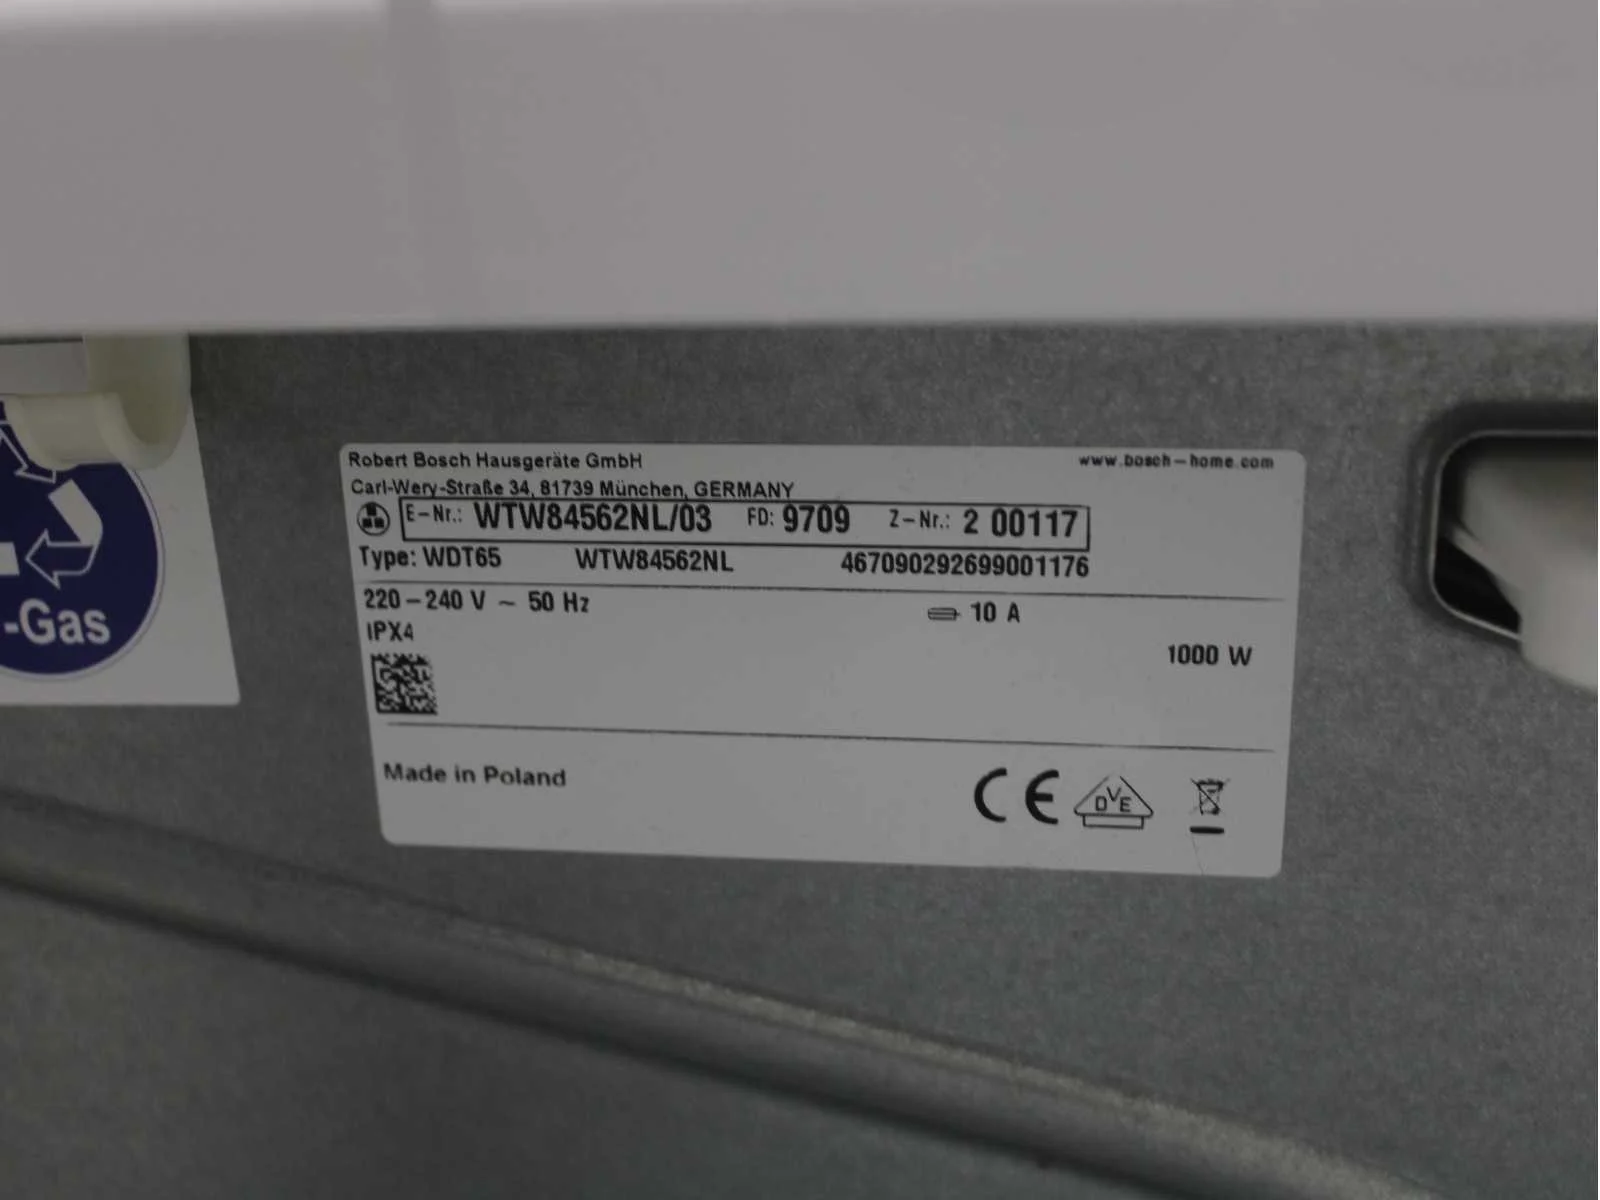 Robert Bosch Hausgeräte GmbH www.bosch-home.com
Carl-Wery-Straße 34, 81739 München, GERMANY
E-Nr.: WTW84562NL/03 FD: 9709 Z-Nr.: 2 00117
Type: WDT65 WTW84562NL 467090292699001176
220-240 V ~ 50 Hz 10 A
IPX4
1000 W
-Gas
Made in Poland
CE DVE